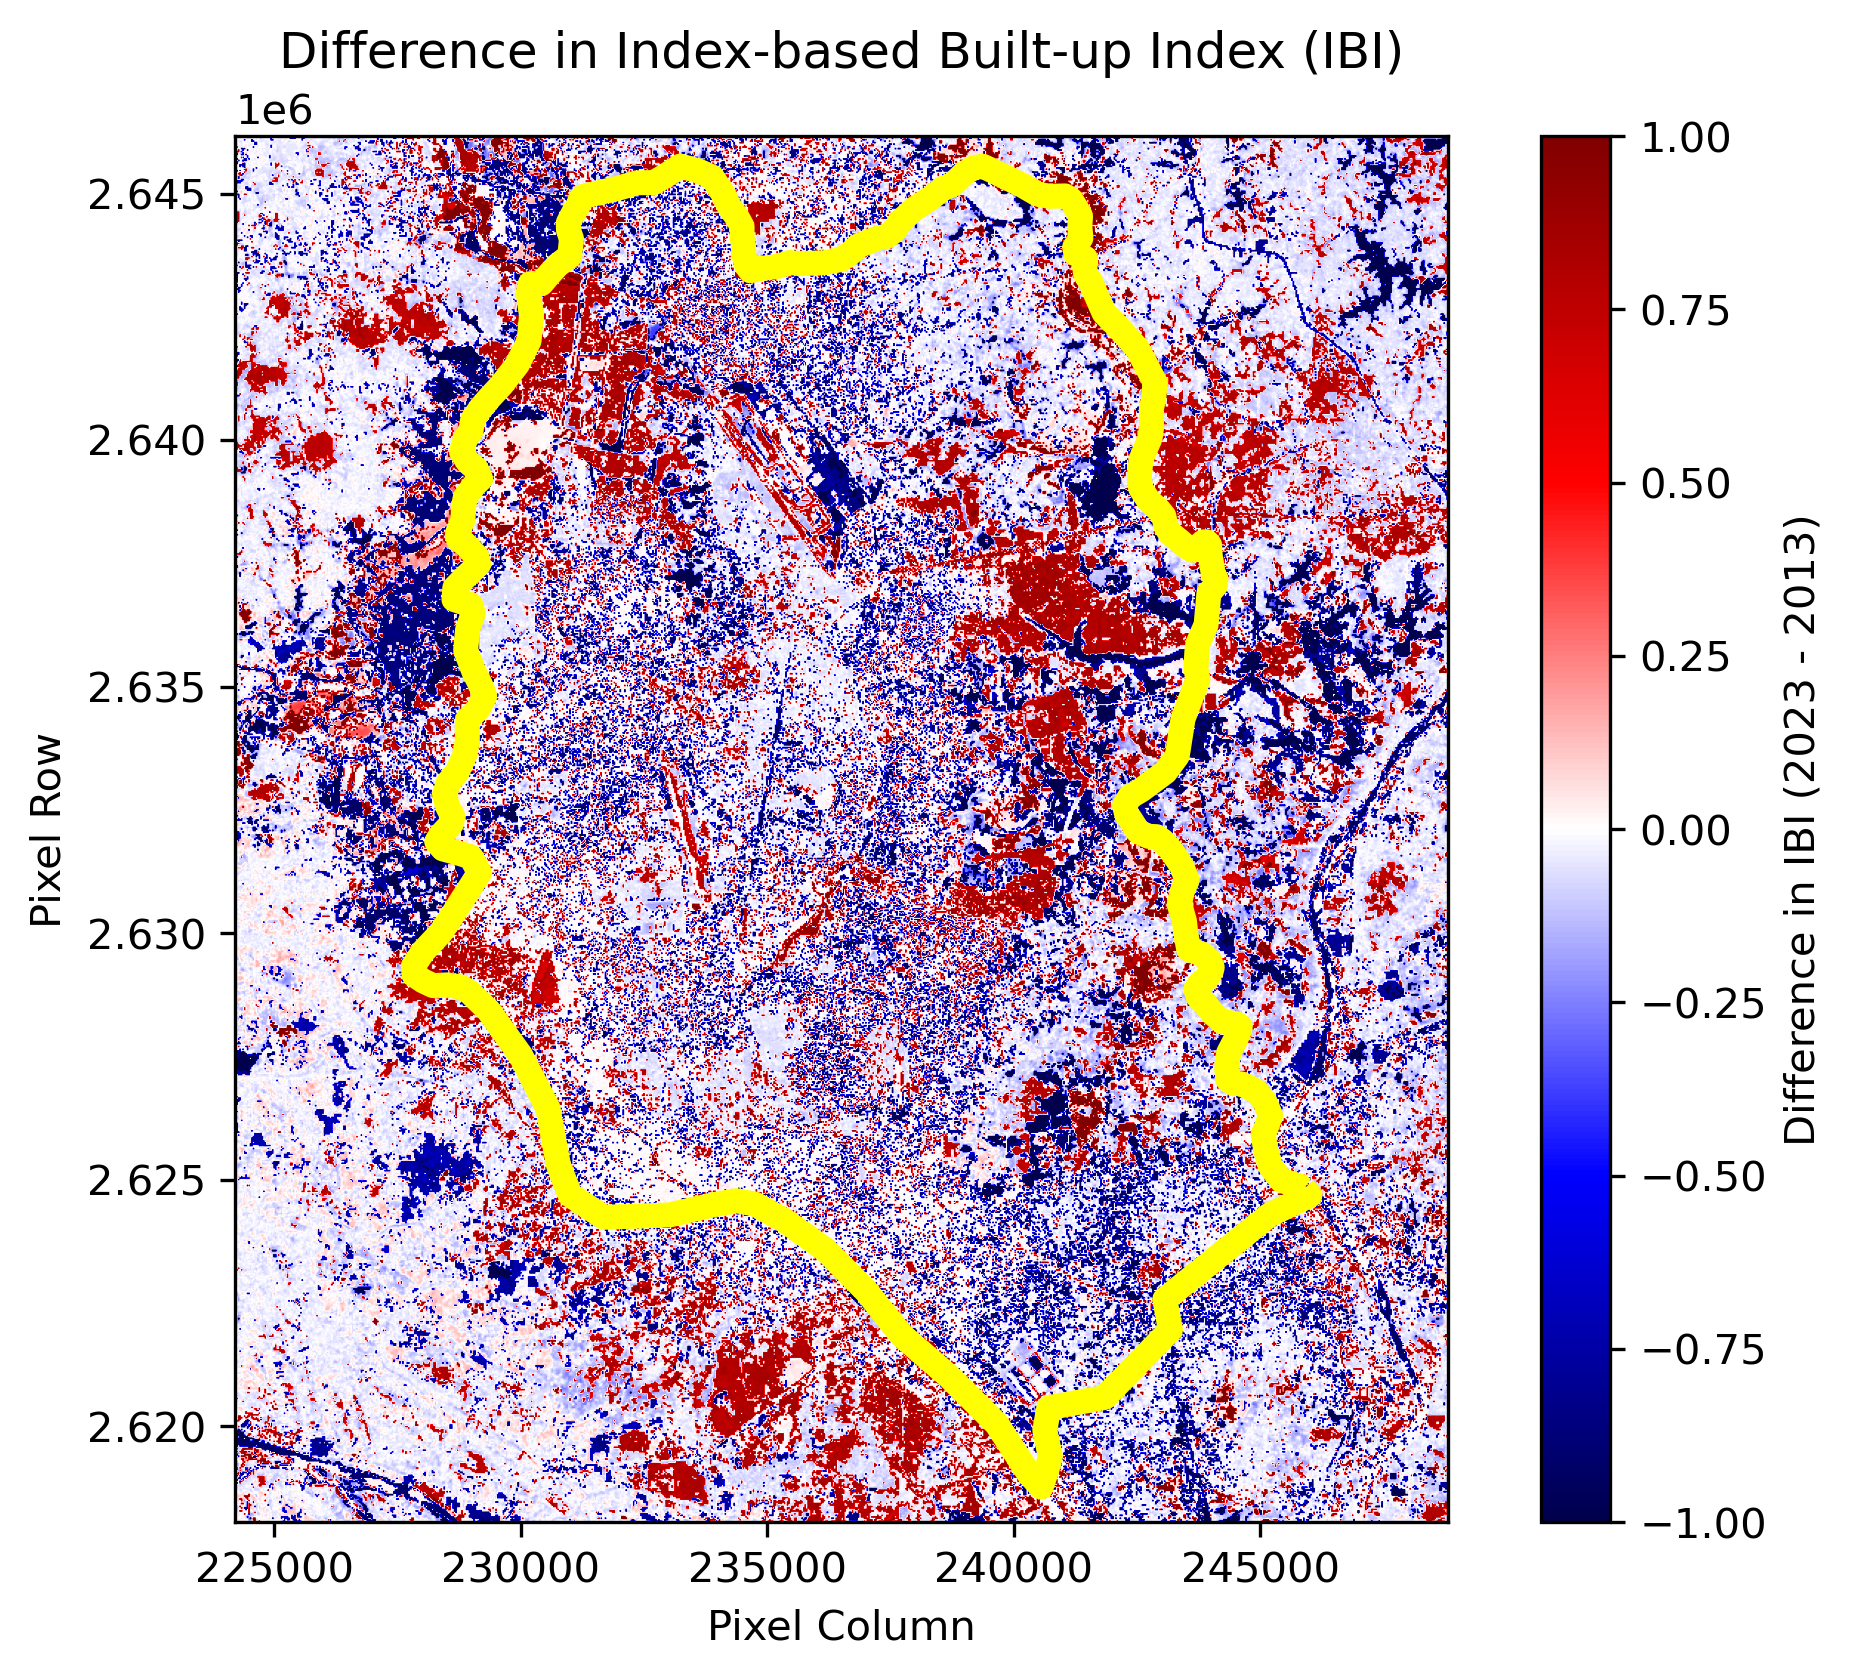 Difference in Index-based Built-up Index (IBI)
1e6
2.645
2.640
2.635
2.630
2.625
2.620
Pixel Row
225000 230000 235000 240000 245000
Pixel Column
1.00
0.75
0.50
0.25
0.00
−0.25
−0.50
−0.75
−1.00
Difference in IBI (2023 - 2013)